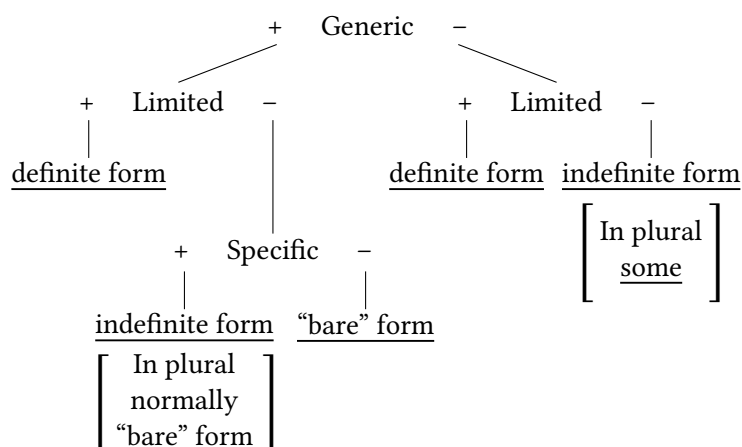 + Generic −
+ Limited − + Limited −
definite form definite form indefinite form
In plural
some
+ Specific −
indefinite form “bare” form
In plural
normally
“bare” form